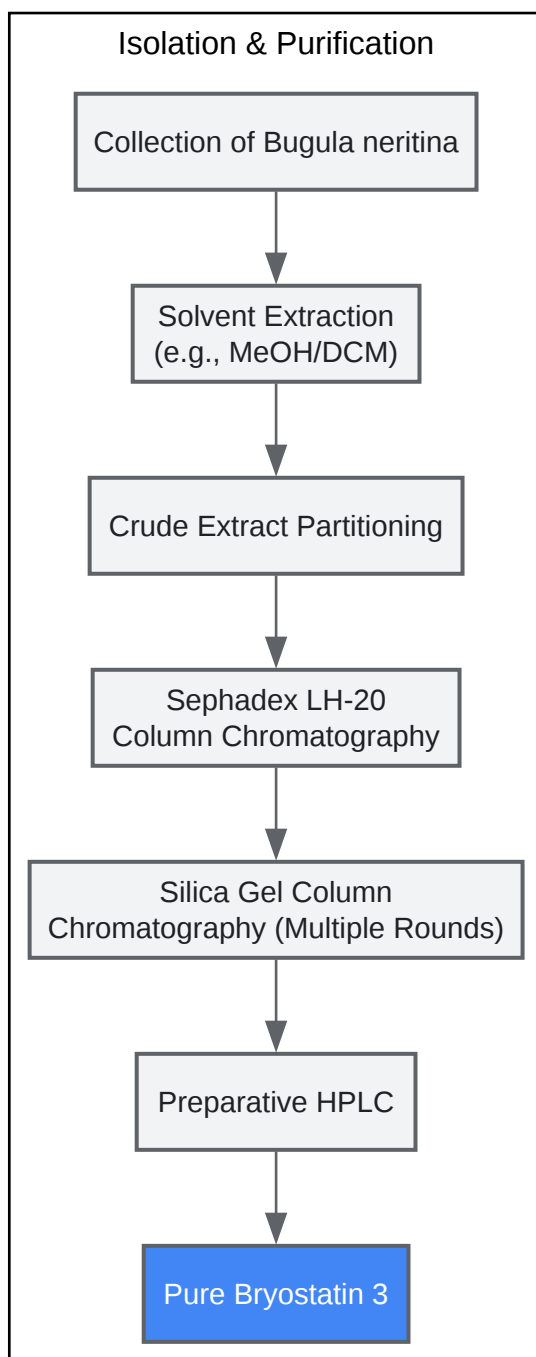 Isolation & Purification
Collection of Bugula neritina
Solvent Extraction
(e.g., MeOH/DCM)
Crude Extract Partitioning
Sephadex LH-20
Column Chromatography
Silica Gel Column
Chromatography (Multiple Rounds)
Preparative HPLC
Pure Bryostatin 3